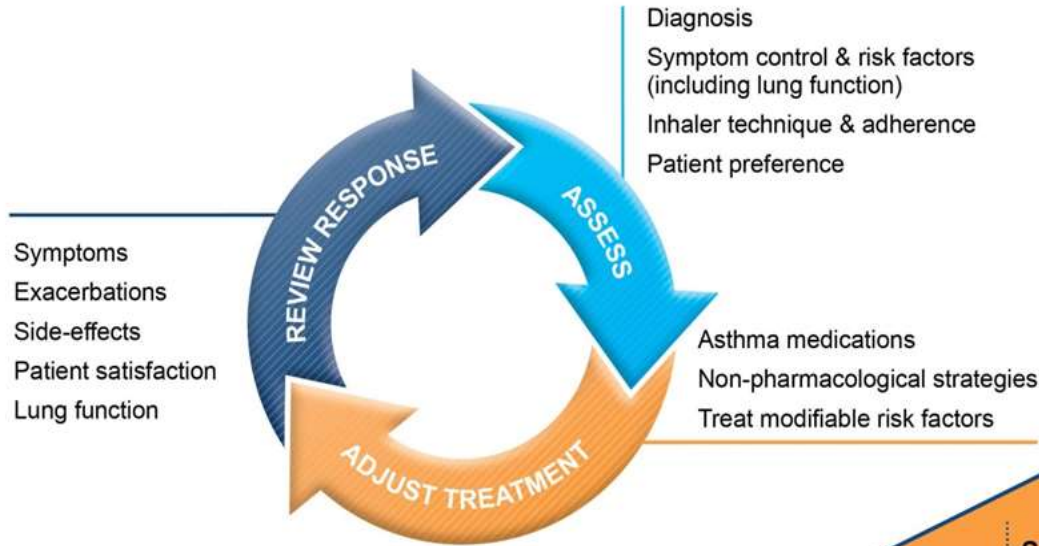 Diagnosis
Symptom control & risk factors
(including lung function)
Inhaler technique & adherence
Patient preference
REVIEW RESPONSE
ASSESS
Symptoms
Exacerbations
Side-effects
Patient satisfaction
Lung function
Asthma medications
Non-pharmacological strategies
Treat modifiable risk factors
ADJUST TREATMENT